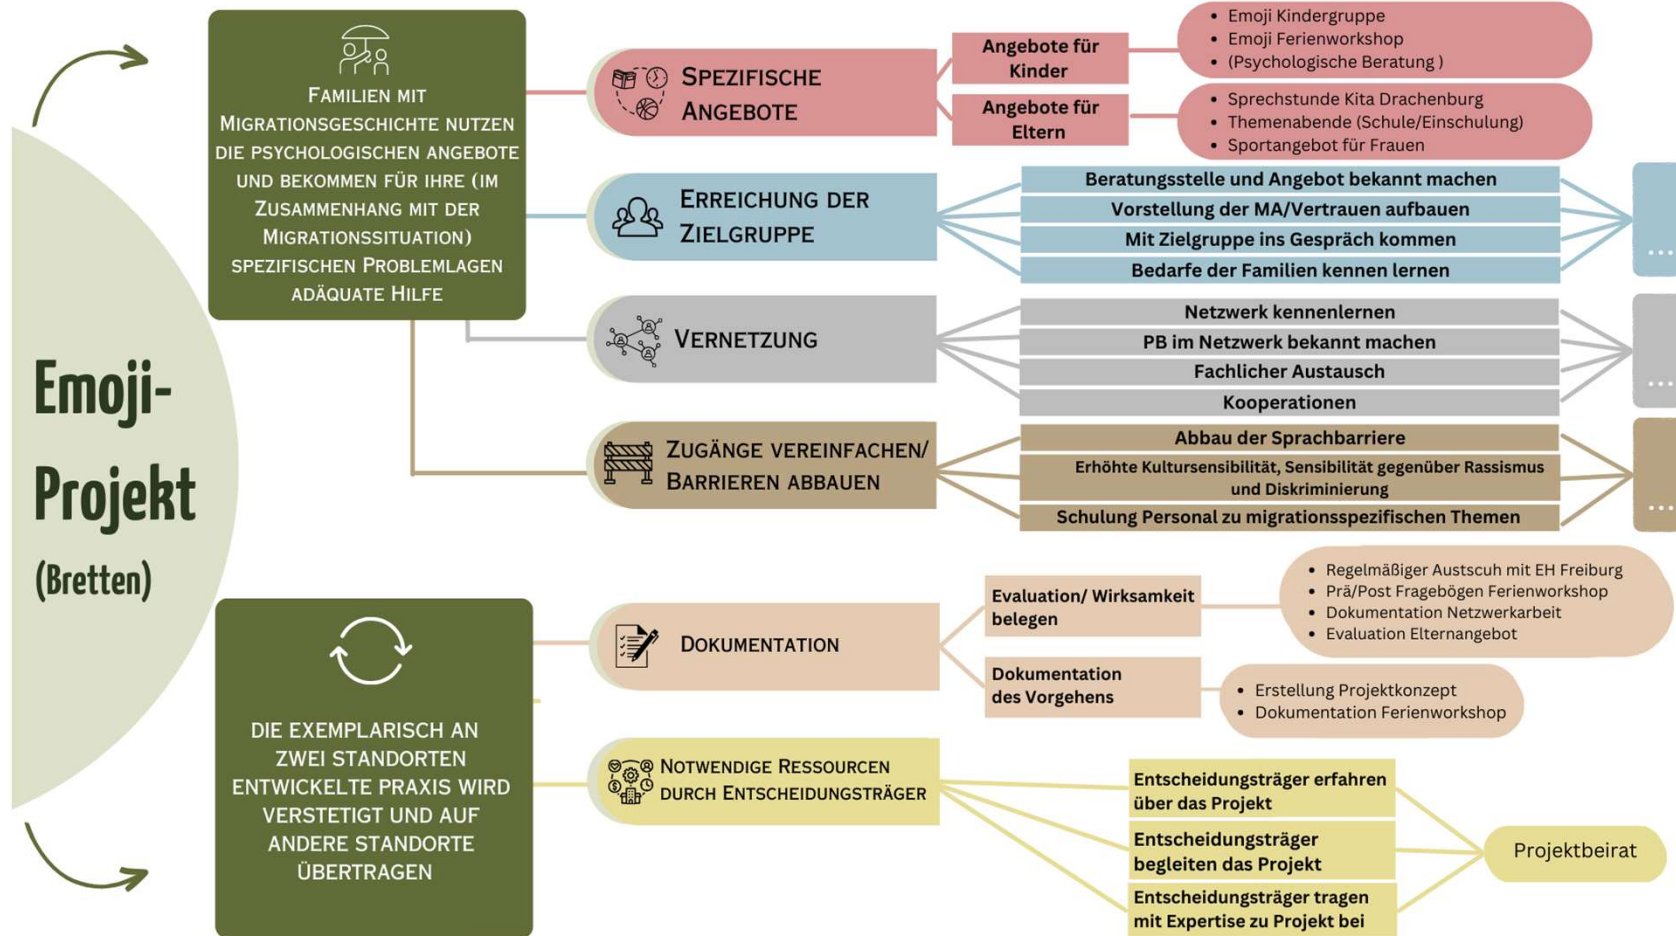 Emoji-
Projekt
(Bretten)
FAMILIEN MIT
MIGRATIONSGESCHICHTE NUTZEN
DIE PSYCHOLOGISCHEN ANGEBOTE
UND BEKOMMEN FÜR IHRE (IM
ZUSAMMENHANG MIT DER
MIGRATIONSSITUATION)
SPEZIFISCHEN PROBLEMLAGEN
ADÄQUATE HILFE
SPEZIFISCHE
ANGEBOTE
Angebote für
Kinder
• Emoji Kindergruppe
• Emoji Ferienworkshop
• (Psychologische Beratung )
Angebote für
Eltern
• Sprechstunde Kita Drachenburg
• Themenabende (Schule/Einschulung)
• Sportangebot für Frauen
ERREICHUNG DER
ZIELGRUPPE
Beratungsstelle und Angebot bekannt machen
Vorstellung der MA/Vertrauen aufbauen
Mit Zielgruppe ins Gespräch kommen
Bedarfe der Familien kennen lernen
...
VERNETZUNG
Netzwerk kennenlernen
PB im Netzwerk bekannt machen
Fachlicher Austausch
Kooperationen
...
ZUGÄNGE VEREINFACHEN/
BARRIEREN ABBAUEN
Abbau der Sprachbarriere
Erhöhte Kultursensibilität, Sensibilität gegenüber Rassismus
und Diskriminierung
Schulung Personal zu migrationsspezifischen Themen
...
DIE EXEMPLARISCH AN
ZWEI STANDORTEN
ENTWICKELTE PRAXIS WIRD
VERSTETIGT UND AUF
ANDERE STANDORTE
ÜBERTRAGEN
DOKUMENTATION
Evaluation/ Wirksamkeit
belegen
• Regelmäßiger Austscuh mit EH Freiburg
• Prä/Post Fragebögen Ferienworkshop
• Dokumentation Netzwerkarbeit
• Evaluation Elternangebot
Dokumentation
des Vorgehens
• Erstellung Projektkonzept
• Dokumentation Ferienworkshop
NOTWENDIGE RESSOURCEN
DURCH ENTSCHEIDUNGSTRÄGER
Entscheidungsträger erfahren
über das Projekt
Entscheidungsträger
begleiten das Projekt
Entscheidungsträger tragen
mit Expertise zu Projekt bei
Projektbeirat